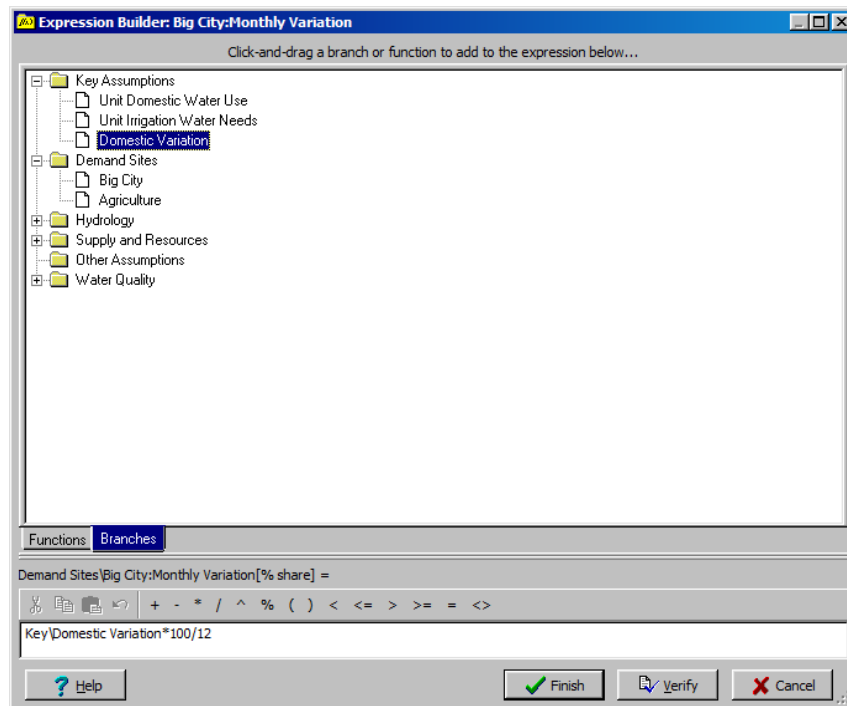 Expression Builder: Big City:Monthly Variation
Click-and-drag a branch or function to add to the expression below...
Key Assumptions
Unit Domestic Water Use
Unit Irrigation Water Needs
Domestic Variation
Demand Sites
Big City
Agriculture
Hydrology
Supply and Resources
Other Assumptions
Water Quality
Functions Branches
Demand Sites\Big City:Monthly Variation[% share] =
+ - * / ^ % ( ) < <= > >= = <>
Key\Domestic Variation*100/12
? Help Finish Verify Cancel